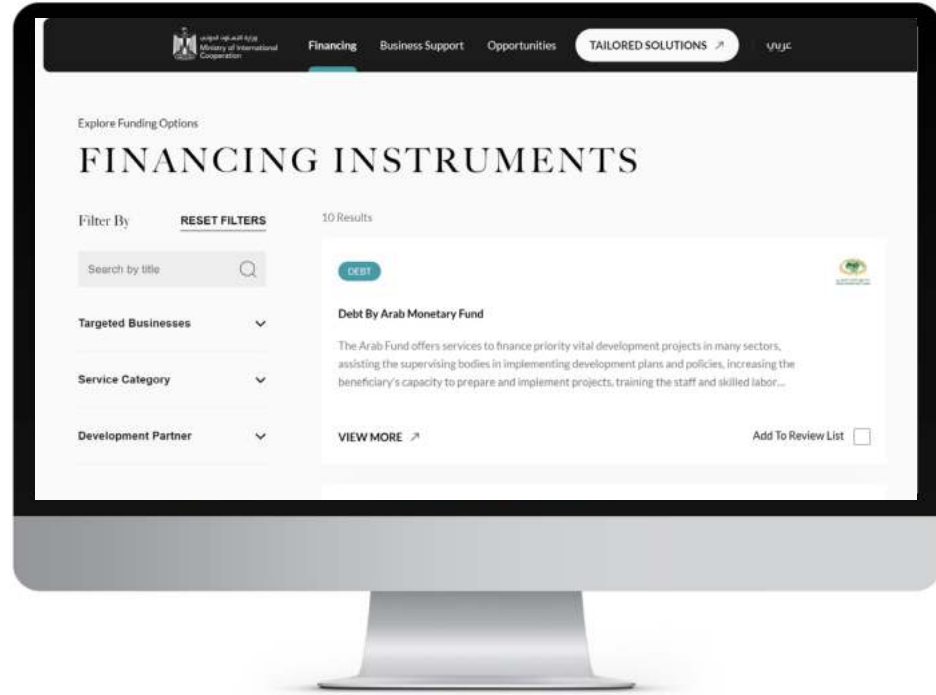 Ministry of International
Cooperation
Financing
Business Support
Opportunities
TAILORED SOLUTIONS
عربي
Explore Funding Options
FINANCING INSTRUMENTS
Filter By
RESET FILTERS
10 Results
Search by title
Targeted Businesses
Service Category
Development Partner
DEBT
Debt By Arab Monetary Fund
The Arab Fund offers services to finance priority vital development projects in many sectors,
assisting the supervising bodies in implementing development plans and policies, increasing the
beneficiary's capacity to prepare and implement projects, training the staff and skilled labor...
VIEW MORE
Add To Review List